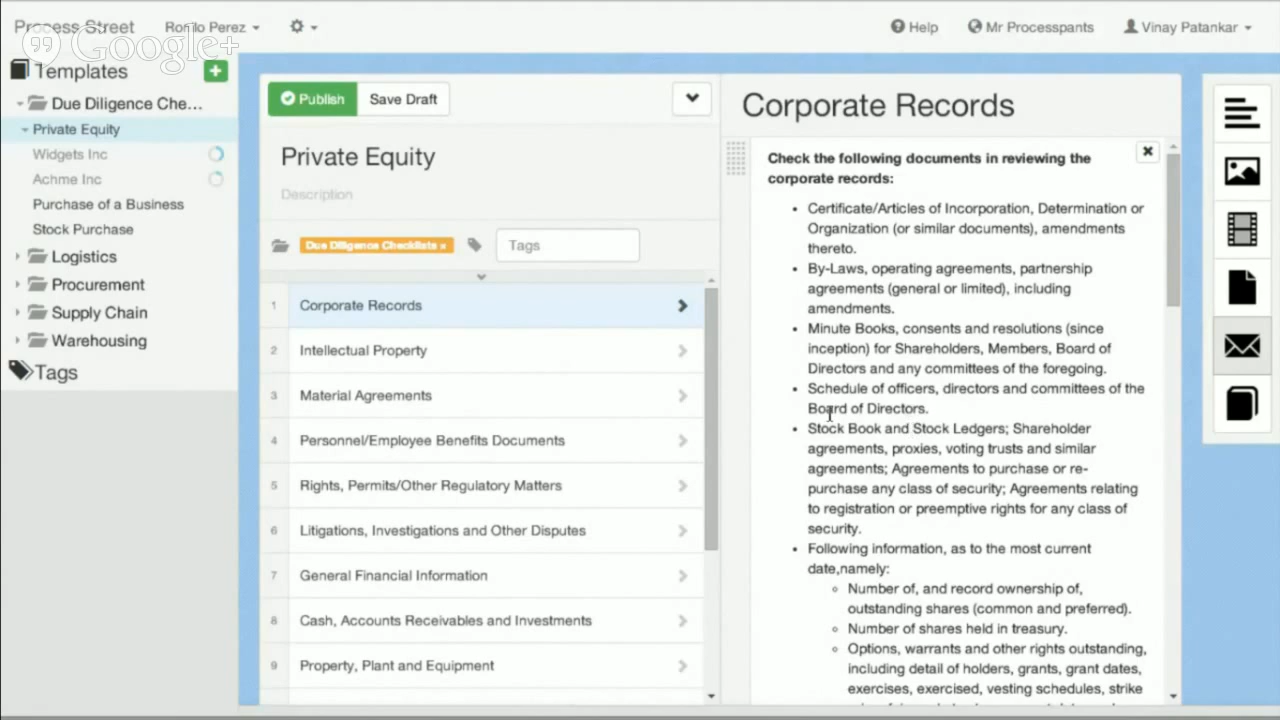 Process Street
Romlo Perez
Help
Mr Processpants
Vinay Patankar
Google+
Templates
Due Diligence Che...
Private Equity
Widgets Inc
Achme Inc
Purchase of a Business
Stock Purchase
Logistics
Procurement
Supply Chain
Warehousing
Tags
Publish
Save Draft
Private Equity
Description
Due Diligence Checklists x
Tags
1 Corporate Records
2 Intellectual Property
3 Material Agreements
4 Personnel/Employee Benefits Documents
5 Rights, Permits/Other Regulatory Matters
6 Litigations, Investigations and Other Disputes
7 General Financial Information
8 Cash, Accounts Receivables and Investments
9 Property, Plant and Equipment
Corporate Records
Check the following documents in reviewing the
corporate records:
• Certificate/Articles of Incorporation, Determination or
Organization (or similar documents), amendments
thereto.
• By-Laws, operating agreements, partnership
agreements (general or limited), including
amendments.
• Minute Books, consents and resolutions (since
inception) for Shareholders, Members, Board of
Directors and any committees of the foregoing.
• Schedule of officers, directors and committees of the
Board of Directors.
• Stock Book and Stock Ledgers; Shareholder
agreements, proxies, voting trusts and similar
agreements; Agreements to purchase or re-
purchase any class of security; Agreements relating
to registration or preemptive rights for any class of
security.
• Following information, as to the most current
date,namely:
◦ Number of, and record ownership of,
outstanding shares (common and preferred).
◦ Number of shares held in treasury.
◦ Options, warrants and other rights outstanding,
including detail of holders, grants, grant dates,
exercises, exercised, vesting schedules, strike